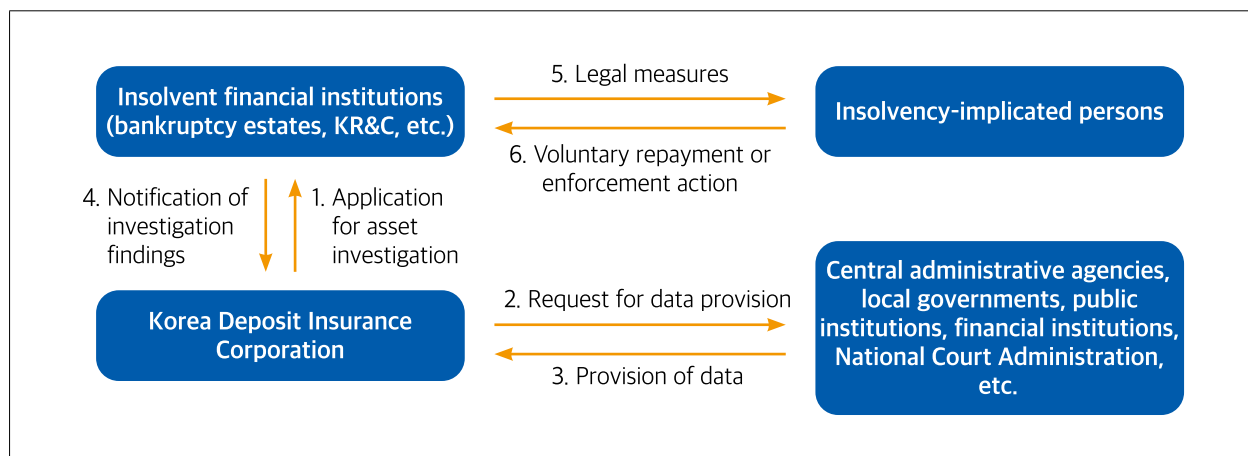 Insolvent financial institutions
(bankruptcy estates, KR&C, etc.)
5. Legal measures
6. Voluntary repayment or
enforcement action
Insolvency-implicated persons
4. Notification of
investigation
findings
1. Application
for asset
investigation
Korea Deposit Insurance
Corporation
2. Request for data provision
3. Provision of data
Central administrative agencies,
local governments, public
institutions, financial institutions,
National Court Administration,
etc.